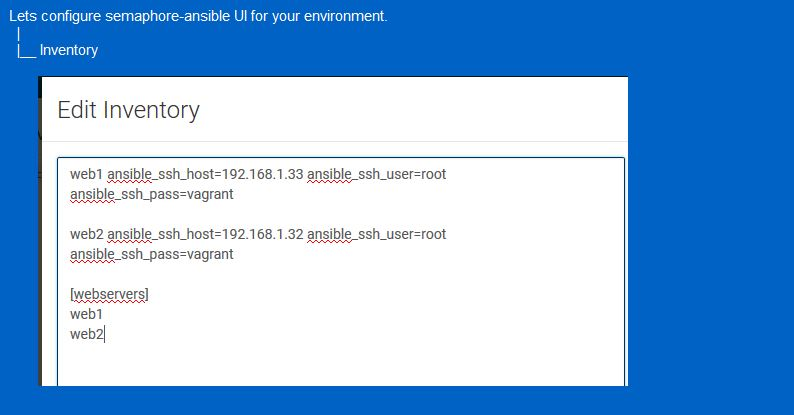 Lets configure semaphore-ansible UI for your environment.
|
|__ Inventory
Edit Inventory
web1 ansible_ssh_host=192.168.1.33 ansible_ssh_user=root
ansible_ssh_pass=vagrant
web2 ansible_ssh_host=192.168.1.32 ansible_ssh_user=root
ansible_ssh_pass=vagrant
[webservers]
web1
web2